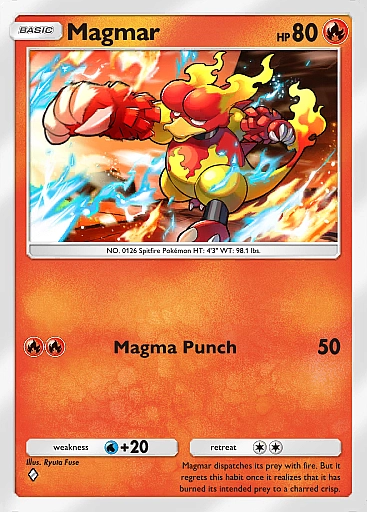 BASIC
Magmar
HP 80
NO. 0126 Spitfire Pokémon HT: 4'3" WT: 98.1 lbs.
Magma Punch 50
weakness +20
retreat
Illus. Ryuta Fuse
Magmar dispatches its prey with fire. But it
regrets this habit once it realizes that it has
burned its intended prey to a charred crisp.